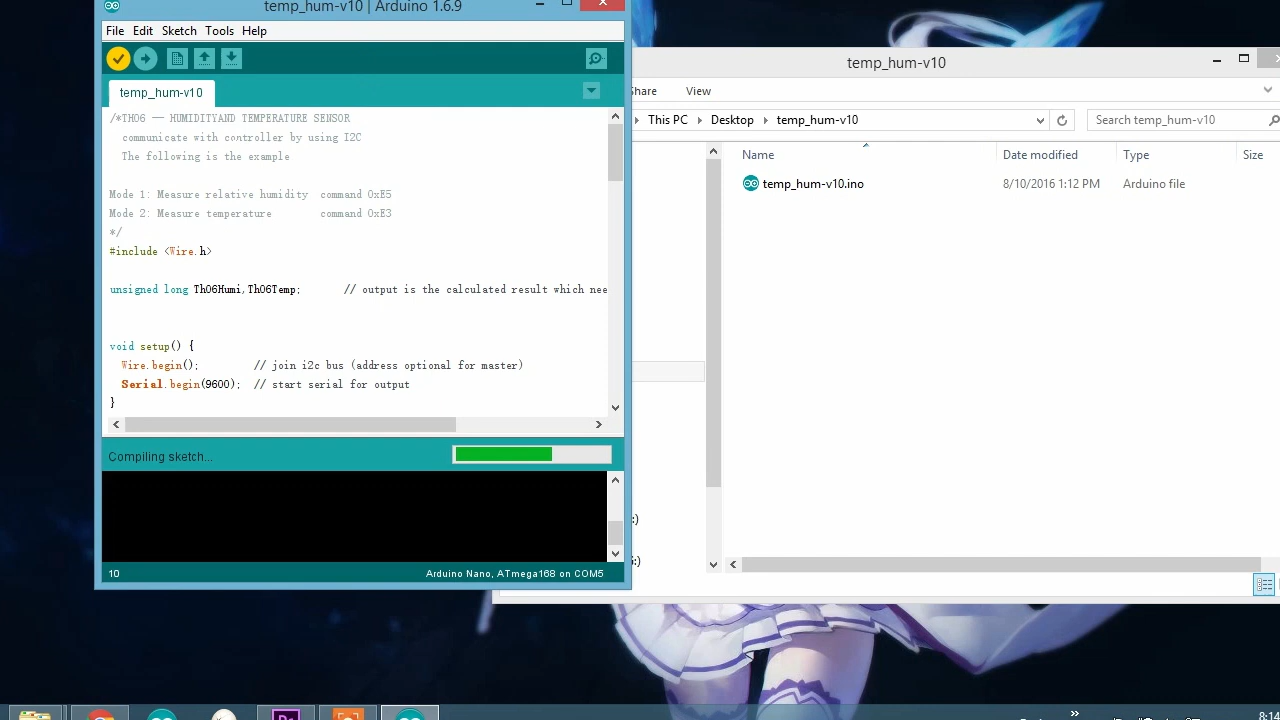 temp_hum-v10 | Arduino 1.6.9
File Edit Sketch Tools Help
temp_hum-v10
/*TH06 -- HUMIDITYAND TEMPERATURE SENSOR
communicate with controller by using I2C
The following is the example
Mode 1: Measure relative humidity command 0xE5
Mode 2: Measure temperature command 0xE3
*/
#include <Wire.h>
unsigned long Th06Humi,Th06Temp; // output is the calculated result which nee
void setup() {
Wire.begin(); // join i2c bus (address optional for master)
Serial.begin(9600); // start serial for output
}
Compiling sketch...
10 Arduino Nano, ATmega168 on COM5
temp_hum-v10
Share View
This PC Desktop temp_hum-v10 Search temp_hum-v10
Name Date modified Type Size
temp_hum-v10.ino 8/10/2016 1:12 PM Arduino file
:)
:)
Pr
8:14